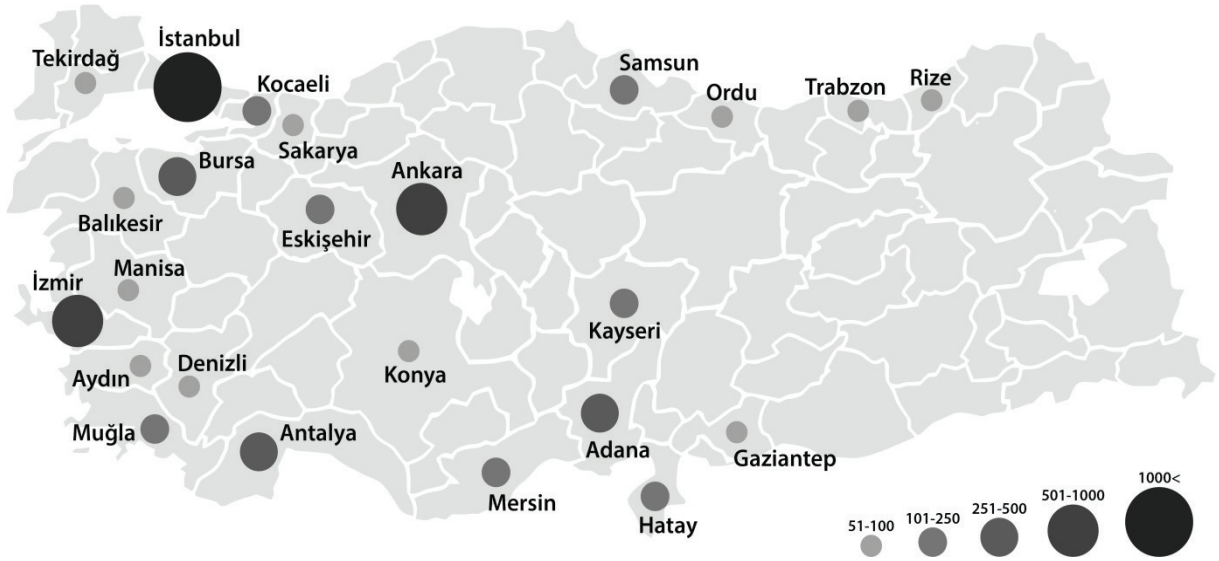 İstanbul
Tekirdağ
Kocaeli
Samsun
Rize
Trabzon
Ordu
Sakarya
Bursa
Ankara
Balıkesir
Eskişehir
Manisa
İzmir
Kayseri
Denizli
Aydın
Konya
Muğla
Antalya
Adana
Gaziantep
Mersin
Hatay
51-100
101-250
251-500
501-1000
1000<